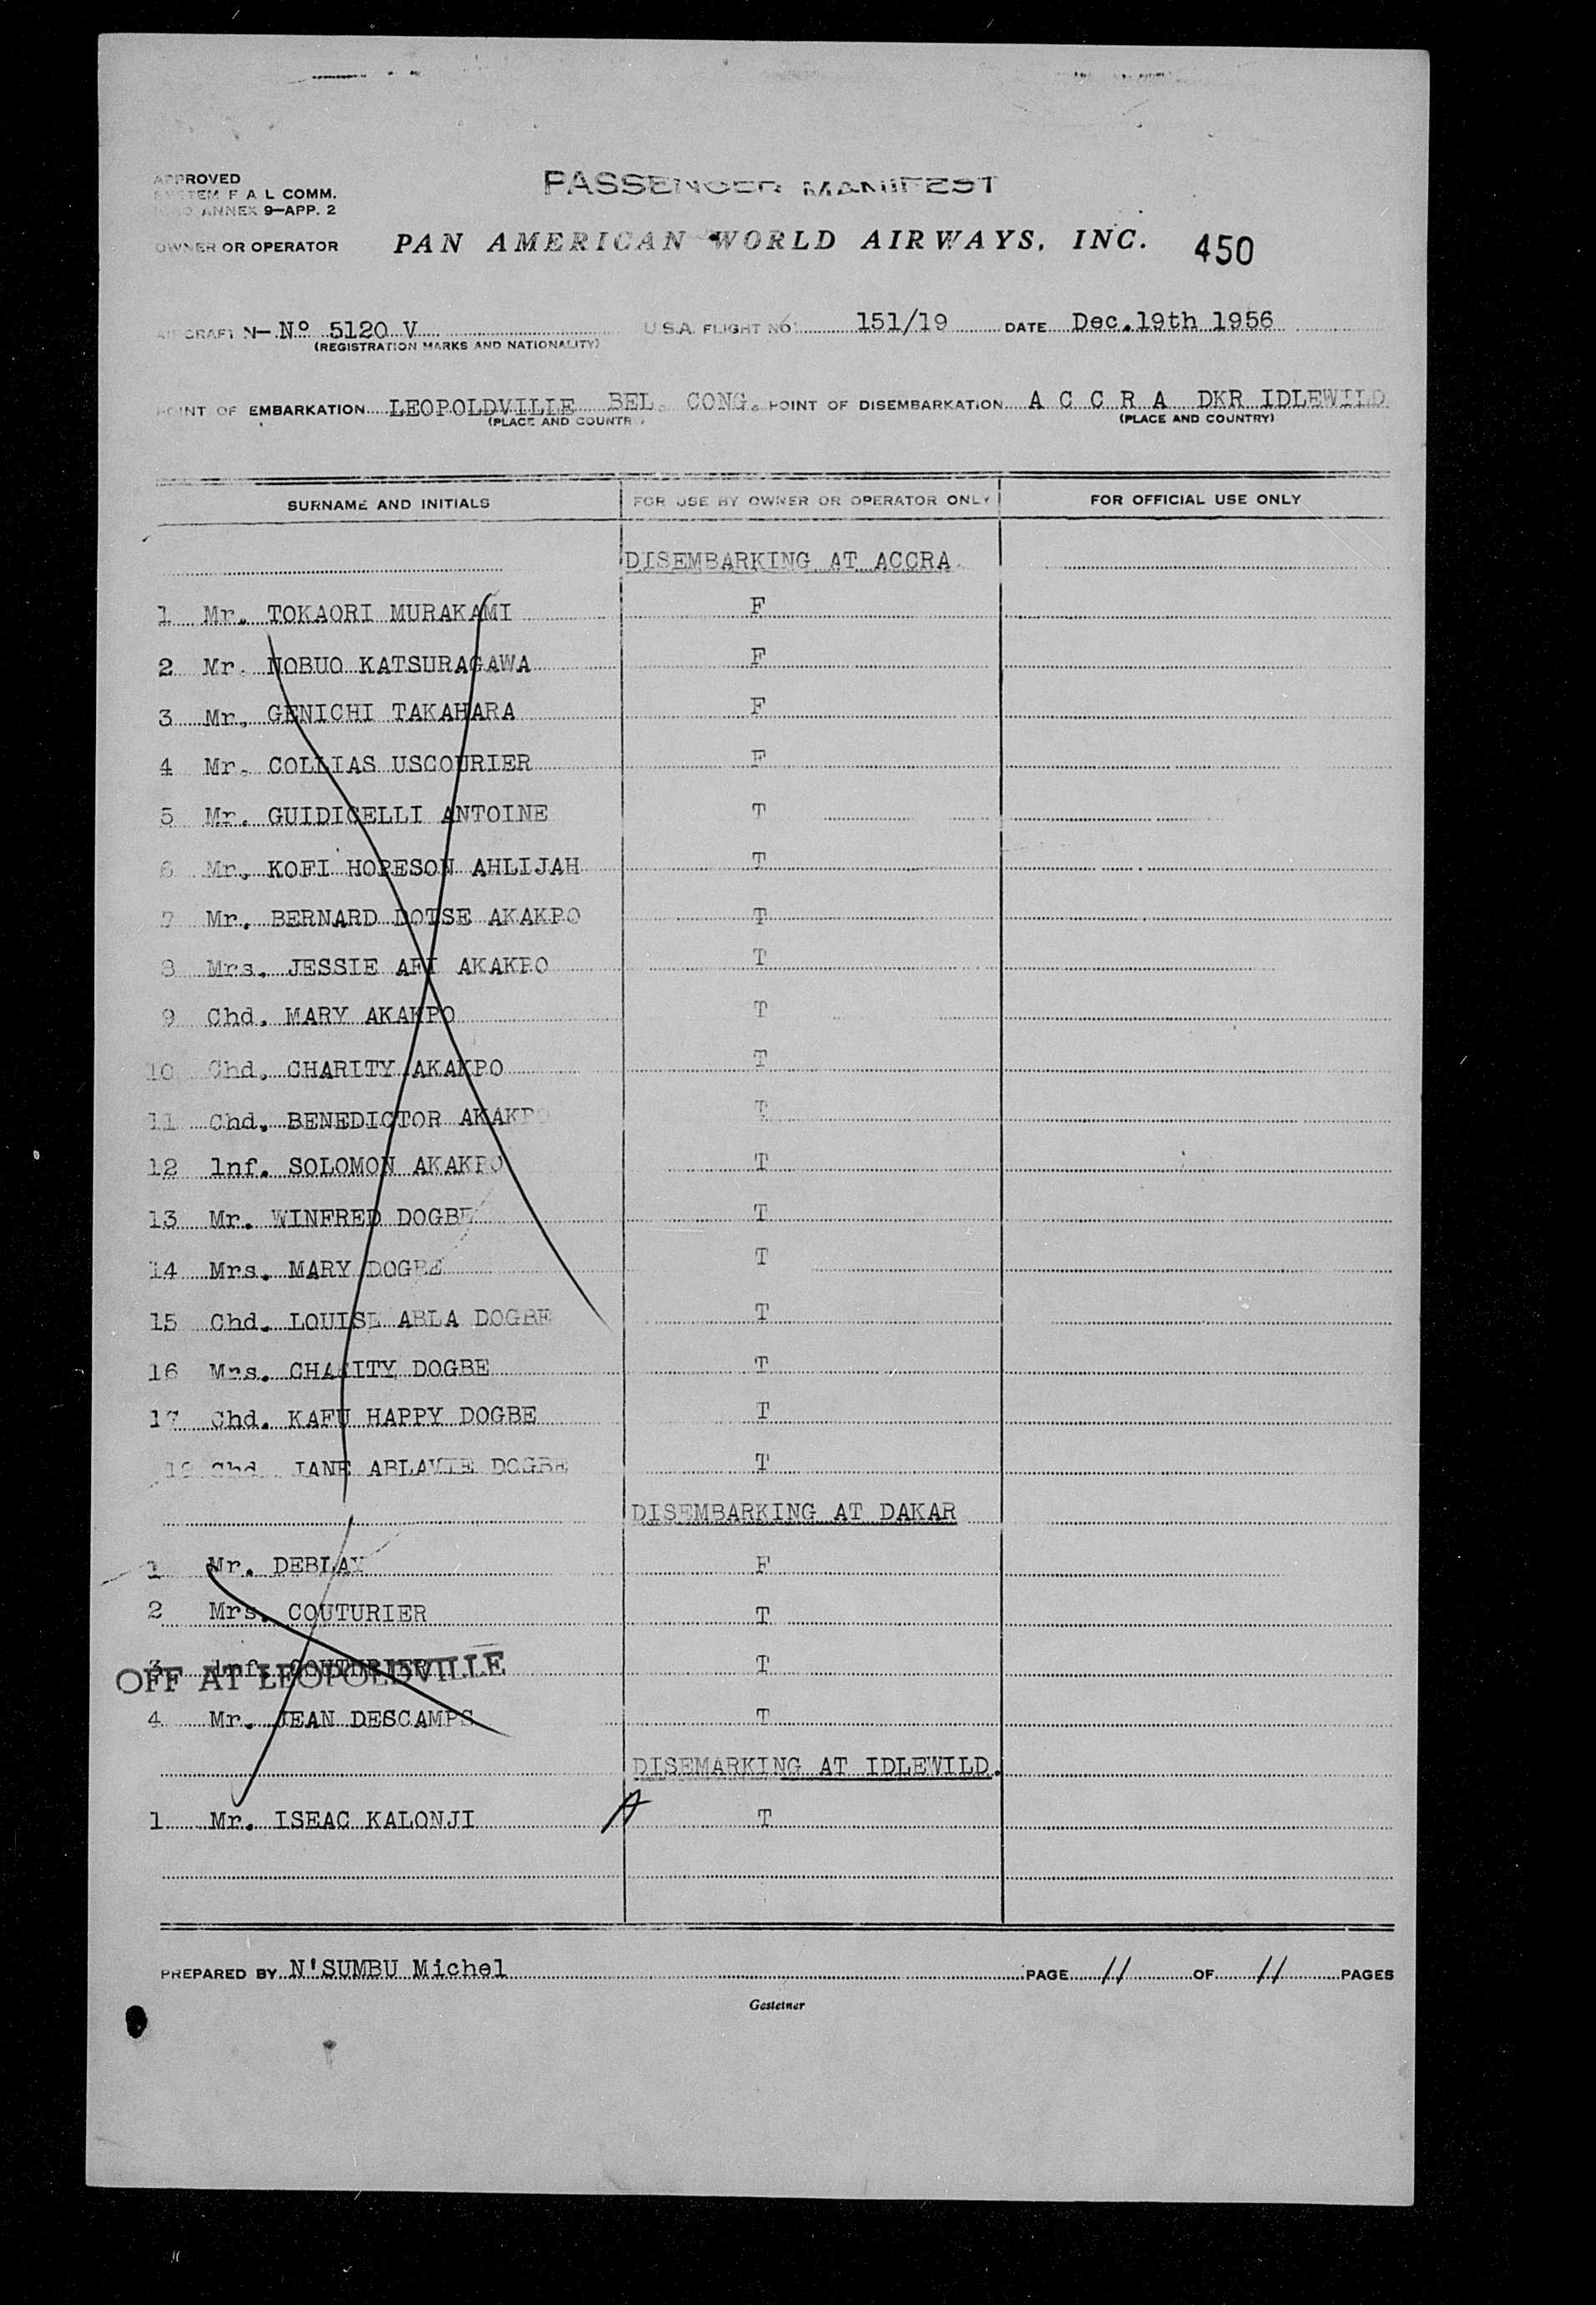 APPROVED
SYSTEM F A L COMM.
ICAO ANNEX 9—APP. 2
PASSENGER MANIFEST
OWNER OR OPERATOR PAN AMERICAN WORLD AIRWAYS, INC. 450
AIRCRAFT N— Nº 5120 V U.S.A. FLIGHT NO. 151/19 DATE Dec.19th 1956
(REGISTRATION MARKS AND NATIONALITY)
POINT OF EMBARKATION LEOPOLDVILLE BEL. CONG. POINT OF DISEMBARKATION A C C R A DKR IDLEWILD
(PLACE AND COUNTRY) (PLACE AND COUNTRY)
SURNAME AND INITIALS FOR USE BY OWNER OR OPERATOR ONLY FOR OFFICIAL USE ONLY
DISEMBARKING AT ACCRA.
1 Mr. TOKAORI MURAKAMI F
2 Mr. NOBUO KATSURAGAWA F
3 Mr. GENICHI TAKAHARA F
4 Mr. COLLIAS USCOURIER F
5 Mr. GUIDICELLI ANTOINE T
6 Mr. KOFI HOPESON AHLIJAH T
7 Mr. BERNARD DOTSE AKAKPO T
8 Mrs. JESSIE AFI AKAKPO T
9 Chd. MARY AKAKPO T
10 Chd. CHARITY AKAKPO T
11 Chd. BENEDICTOR AKAKPO T
12 lnf. SOLOMON AKAKPO T
13 Mr. WINFRED DOGBE T
14 Mrs. MARY DOGBE T
15 Chd. LOUISE ABLA DOGBE T
16 Mrs. CHARITY DOGBE T
17 Chd. KAFU HAPPY DOGBE T
18 Chd. JANE ABLAVIE DOGBE T
DISEMBARKING AT DAKAR
1 Mr. DEBLAY F
2 Mrs. COUTURIER T
3 lnf. COUTURIER T
OFF AT LEOPOLDVILLE
4 Mr. JEAN DESCAMPS T
DISEMARKING AT IDLEWILD.
1 Mr. ISEAC KALONJI A T
PREPARED BY N'SUMBU Michel PAGE 11 OF 11 PAGES
Gestetner